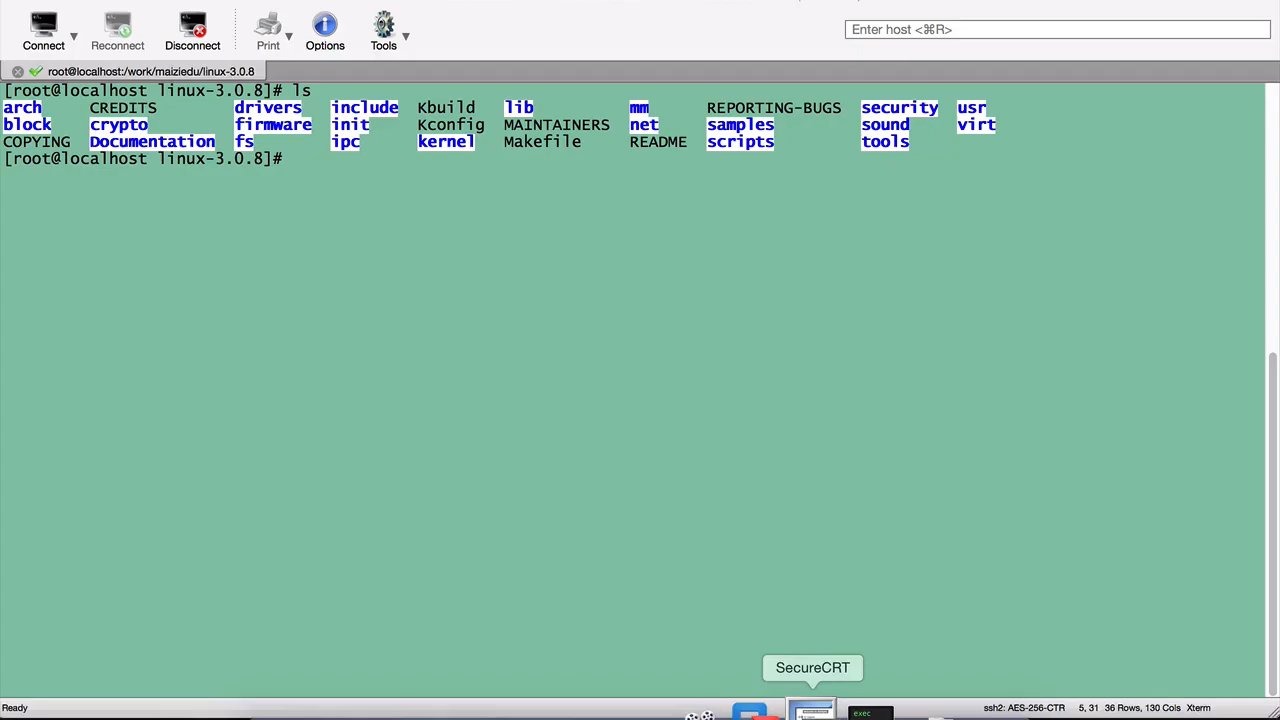 Connect Reconnect Disconnect Print Options Tools Enter host <⌘R>
root@localhost:/work/maiziedu/linux-3.0.8
[root@localhost linux-3.0.8]# ls
arch CREDITS drivers include Kbuild lib mm REPORTING-BUGS security usr
block crypto firmware init Kconfig MAINTAINERS net samples sound virt
COPYING Documentation fs ipc kernel Makefile README scripts tools
[root@localhost linux-3.0.8]#
SecureCRT
Ready ssh2: AES-256-CTR 5, 31 36 Rows, 130 Cols Xterm
exec